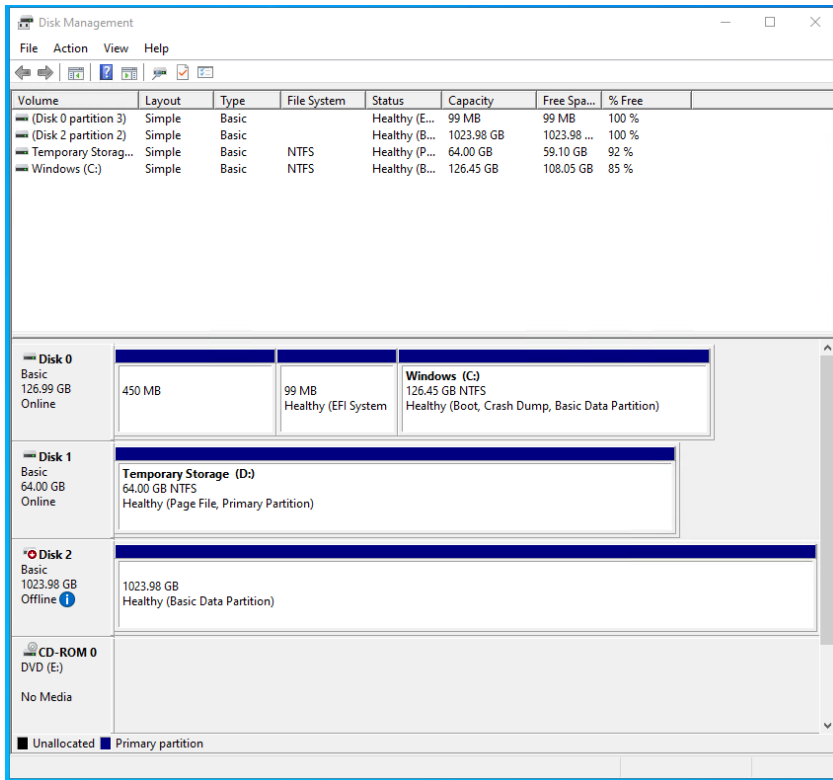 Disk Management
File Action View Help
Volume Layout Type File System Status Capacity Free Spa... % Free
(Disk 0 partition 3) Simple Basic Healthy (E... 99 MB 99 MB 100 %
(Disk 2 partition 2) Simple Basic Healthy (B... 1023.98 GB 1023.98 ... 100 %
Temporary Storag... Simple Basic NTFS Healthy (P... 64.00 GB 59.10 GB 92 %
Windows (C:) Simple Basic NTFS Healthy (B... 126.45 GB 108.05 GB 85 %
Disk 0
Basic
126.99 GB
Online
450 MB
99 MB
Healthy (EFI System
Windows (C:)
126.45 GB NTFS
Healthy (Boot, Crash Dump, Basic Data Partition)
Disk 1
Basic
64.00 GB
Online
Temporary Storage (D:)
64.00 GB NTFS
Healthy (Page File, Primary Partition)
Disk 2
Basic
1023.98 GB
Offline
1023.98 GB
Healthy (Basic Data Partition)
CD-ROM 0
DVD (E:)
No Media
Unallocated Primary partition